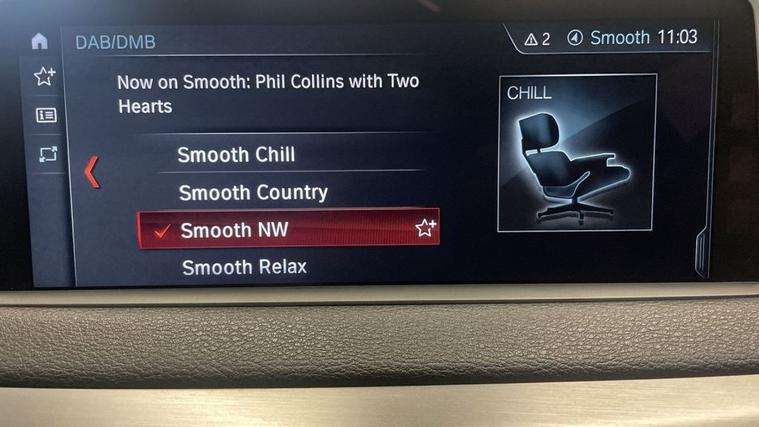 DAB/DMB
2 Smooth 11:03
Now on Smooth: Phil Collins with Two
Hearts
CHILL
Smooth Chill
Smooth Country
Smooth NW
Smooth Relax